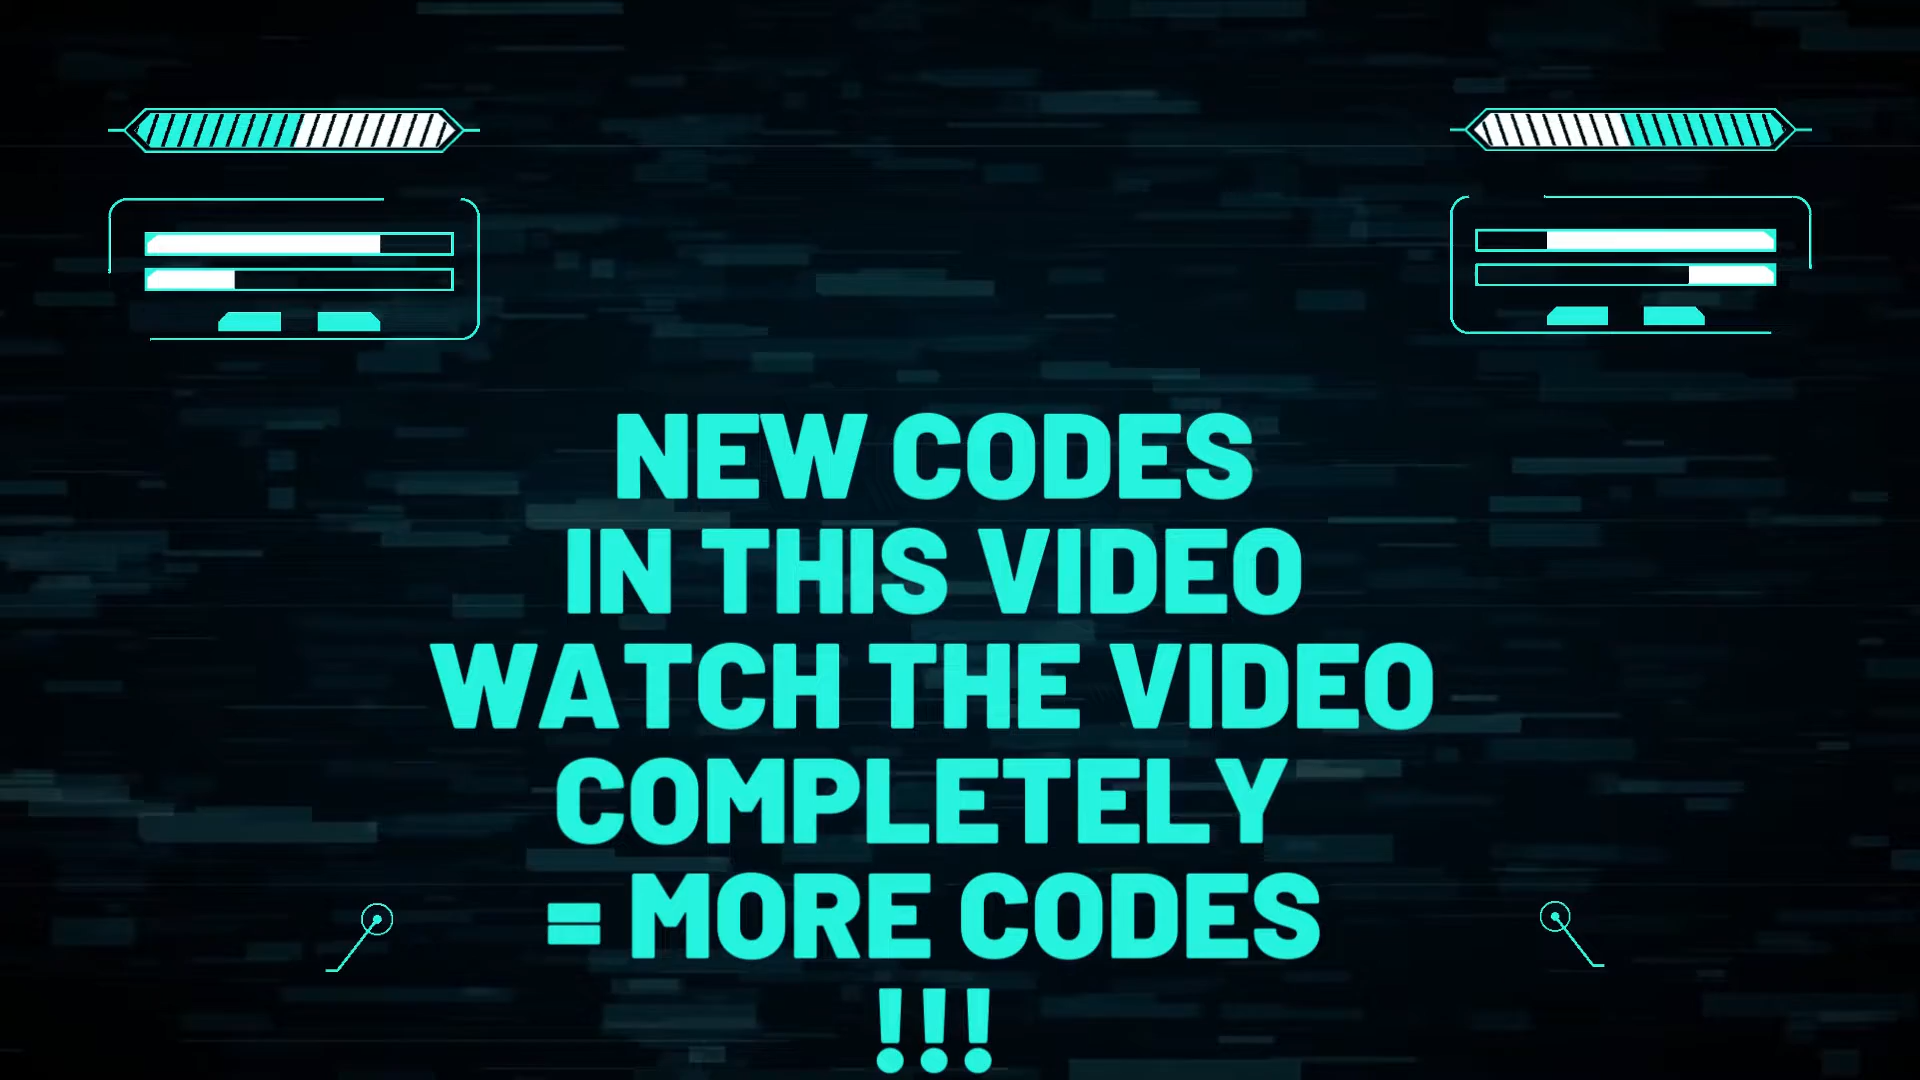 NEW CODES
IN THIS VIDEO
WATCH THE VIDEO
COMPLETELY
= MORE CODES
!!!